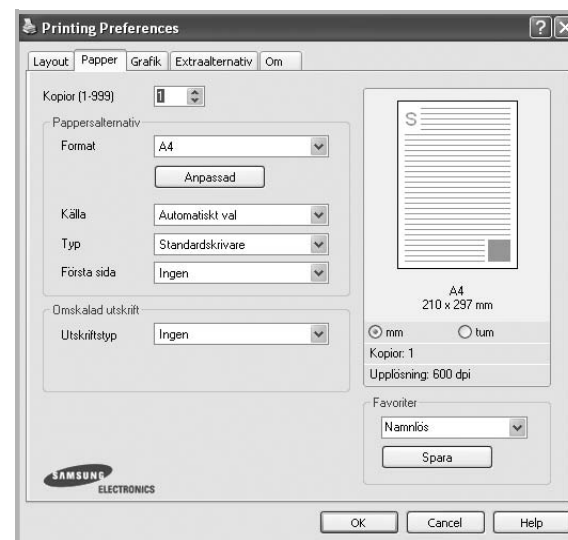 Printing Preferences
Layout Papper Grafik Extraalternativ Om
Kopior (1-999) 1
Pappersalternativ
Format A4
Anpassad
Källa Automatiskt val
Typ Standardskrivare
Första sida Ingen
Omskalad utskrift
Utskriftstyp Ingen
SAMSUNG
ELECTRONICS
S
A4
210 x 297 mm
mm tum
Kopior: 1
Upplösning: 600 dpi
Favoriter
Namnlös
Spara
OK Cancel Help